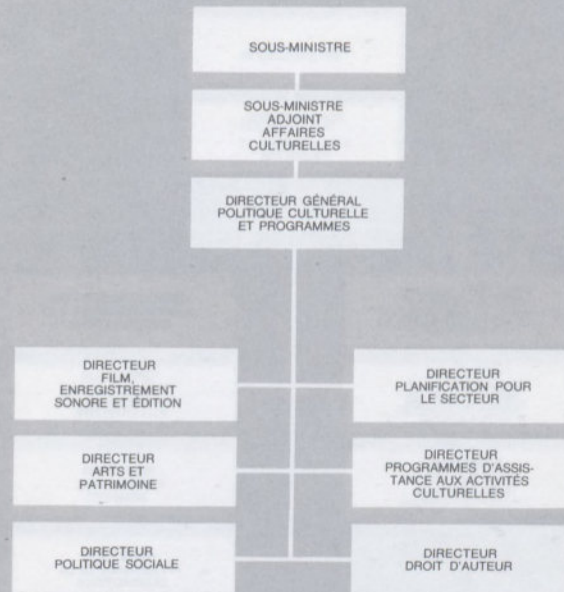 SOUS-MINISTRE
SOUS-MINISTRE
ADJOINT
AFFAIRES
CULTURELLES
DIRECTEUR GÉNÉRAL
POLITIQUE CULTURELLE
ET PROGRAMMES
DIRECTEUR
FILM,
ENREGISTREMENT
SONORE ET ÉDITION
DIRECTEUR
PLANIFICATION POUR
LE SECTEUR
DIRECTEUR
ARTS ET
PATRIMOINE
DIRECTEUR
PROGRAMMES D'ASSIS-
TANCE AUX ACTIVITÉS
CULTURELLES
DIRECTEUR
POLITIQUE SOCIALE
DIRECTEUR
DROIT D'AUTEUR